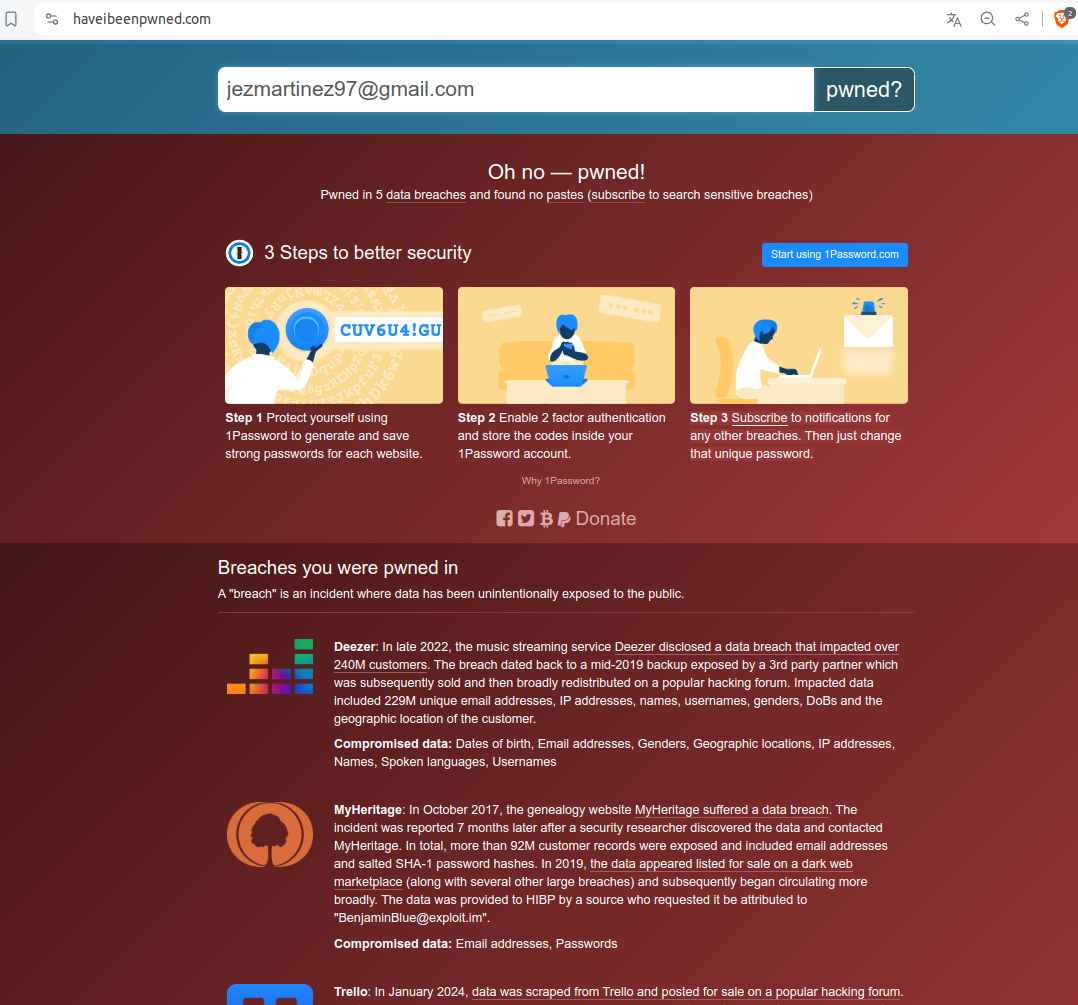 haveibeenpwned.com
2
jezmartinez97@gmail.com
pwned?
Oh no — pwned!
Pwned in 5 data breaches and found no pastes (subscribe to search sensitive breaches)
3 Steps to better security
Start using 1Password.com
CUV6U4!GU
Step 1 Protect yourself using
1Password to generate and save
strong passwords for each website.
Step 2 Enable 2 factor authentication
and store the codes inside your
1Password account.
Step 3 Subscribe to notifications for
any other breaches. Then just change
that unique password.
Why 1Password?
Donate
Breaches you were pwned in
A "breach" is an incident where data has been unintentionally exposed to the public.
Deezer: In late 2022, the music streaming service Deezer disclosed a data breach that impacted over
240M customers. The breach dated back to a mid-2019 backup exposed by a 3rd party partner which
was subsequently sold and then broadly redistributed on a popular hacking forum. Impacted data
included 229M unique email addresses, IP addresses, names, usernames, genders, DoBs and the
geographic location of the customer.
Compromised data: Dates of birth, Email addresses, Genders, Geographic locations, IP addresses,
Names, Spoken languages, Usernames
MyHeritage: In October 2017, the genealogy website MyHeritage suffered a data breach. The
incident was reported 7 months later after a security researcher discovered the data and contacted
MyHeritage. In total, more than 92M customer records were exposed and included email addresses
and salted SHA-1 password hashes. In 2019, the data appeared listed for sale on a dark web
marketplace (along with several other large breaches) and subsequently began circulating more
broadly. The data was provided to HIBP by a source who requested it be attributed to
"BenjaminBlue@exploit.im".
Compromised data: Email addresses, Passwords
Trello: In January 2024, data was scraped from Trello and posted for sale on a popular hacking forum.